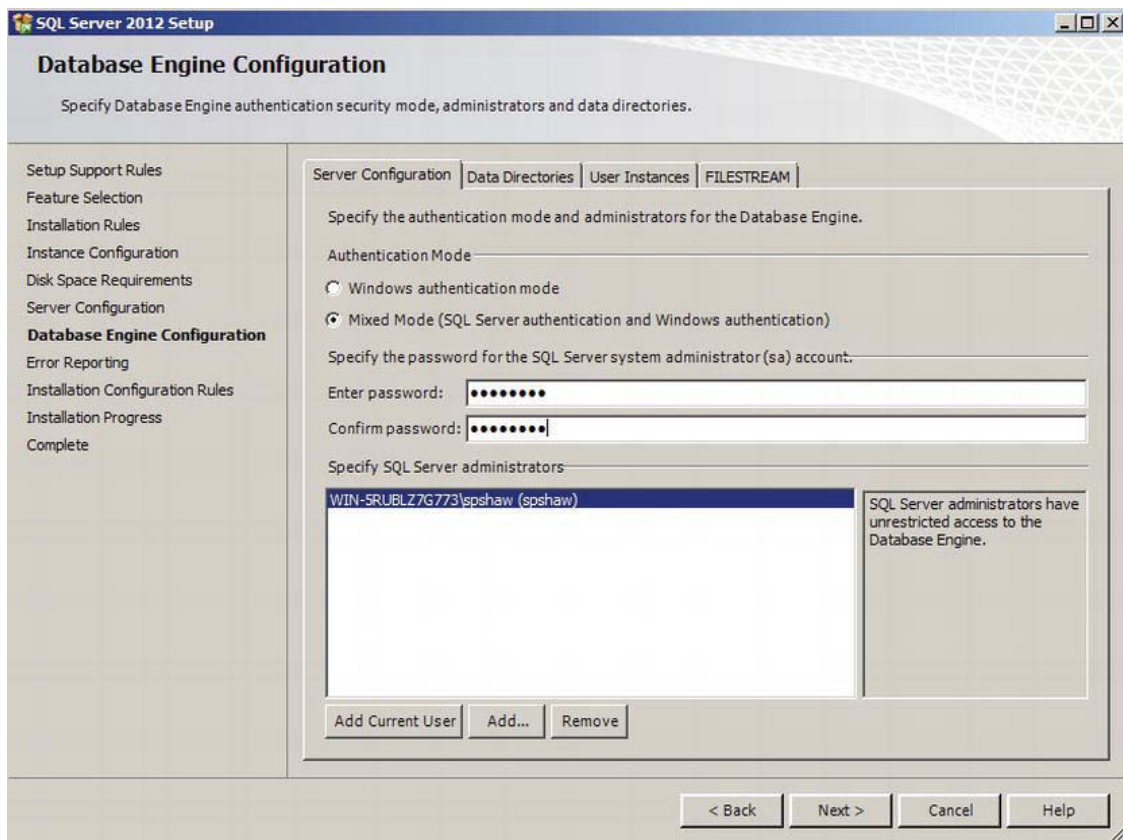 SQL Server 2012 Setup
Database Engine Configuration
Specify Database Engine authentication security mode, administrators and data directories.
Setup Support Rules
Feature Selection
Installation Rules
Instance Configuration
Disk Space Requirements
Server Configuration
Database Engine Configuration
Error Reporting
Installation Configuration Rules
Installation Progress
Complete
Server Configuration Data Directories User Instances FILESTREAM
Specify the authentication mode and administrators for the Database Engine.
Authentication Mode
Windows authentication mode
Mixed Mode (SQL Server authentication and Windows authentication)
Specify the password for the SQL Server system administrator (sa) account.
Enter password: ●●●●●●●●
Confirm password: ●●●●●●●●
Specify SQL Server administrators
WIN-5RUBLZ7G773\spshaw (spshaw)
SQL Server administrators have
unrestricted access to the
Database Engine.
Add Current User Add... Remove
< Back Next > Cancel Help